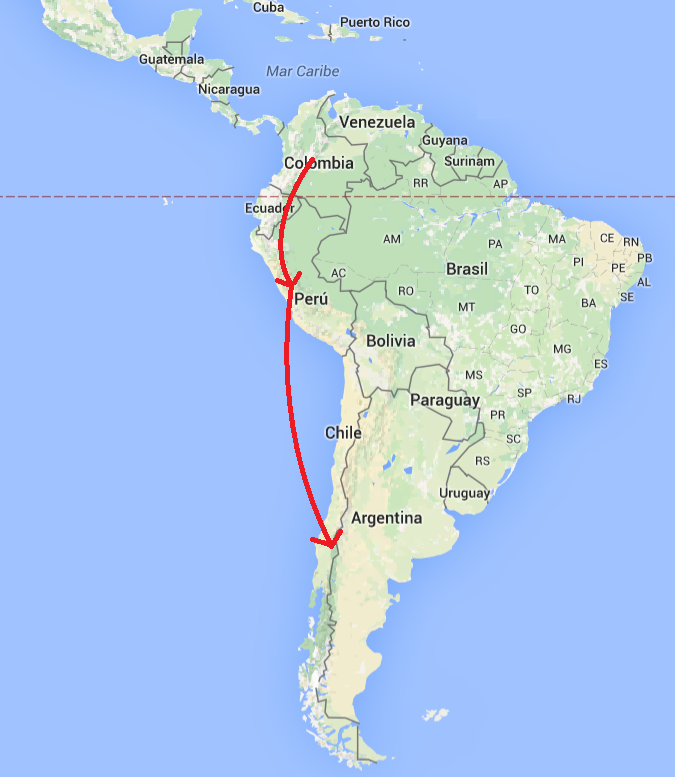 Cuba
Puerto Rico
Guatemala
Mar Caribe
Nicaragua
Venezuela
Guyana
Colombia
Surinam
RR
AP
Ecuador
AM
PA
MA
CE
RN
PB
PI
PE
AC
Brasil
AL
RO
TO
SE
Perú
MT
BA
GO
Bolivia
MG
ES
MS
SP
RJ
Paraguay
PR
Chile
SC
RS
Uruguay
Argentina